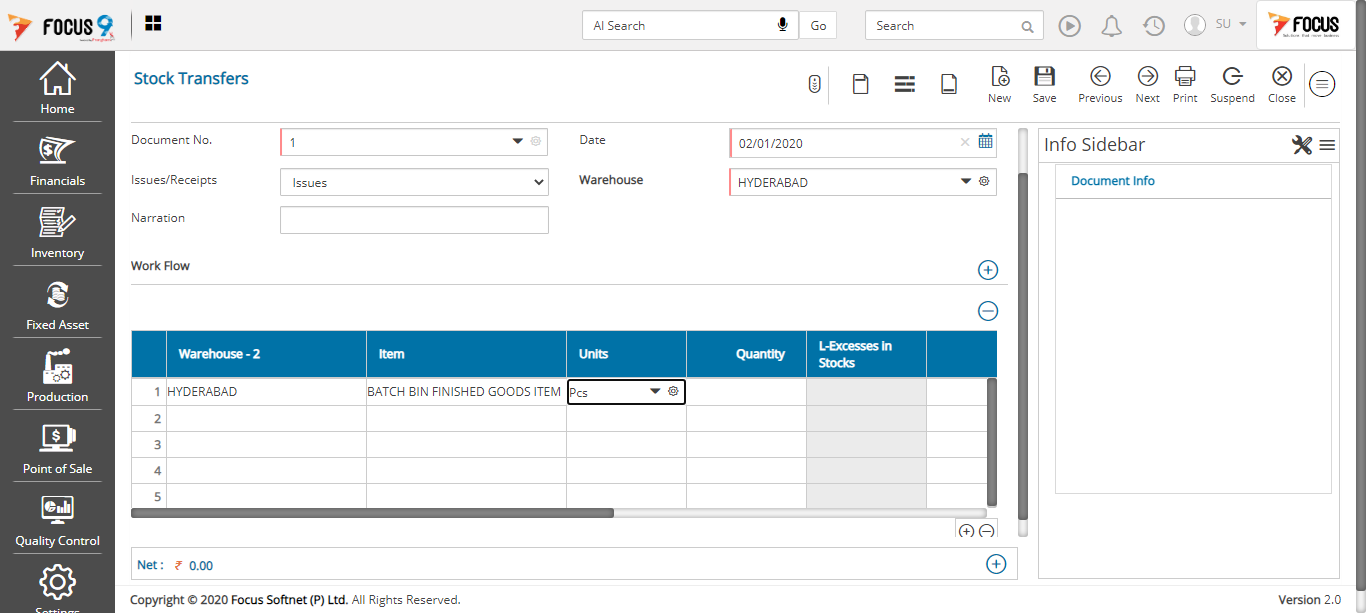 FOCUS 9
AI Search
Go
Search
SU
FOCUS
Home
Financials
Inventory
Fixed Asset
Production
Point of Sale
Quality Control
Settings
Stock Transfers
New
Save
Previous
Next
Print
Suspend
Close
Document No.
1
Date
02/01/2020
Issues/Receipts
Issues
Warehouse
HYDERABAD
Narration
Work Flow
Warehouse - 2
Item
Units
Quantity
L-Excesses in
Stocks
1 HYDERABAD BATCH BIN FINISHED GOODS ITEM Pcs
2
3
4
5
Net : ₹ 0.00
Info Sidebar
Document Info
Copyright © 2020 Focus Softnet (P) Ltd. All Rights Reserved.
Version 2.0